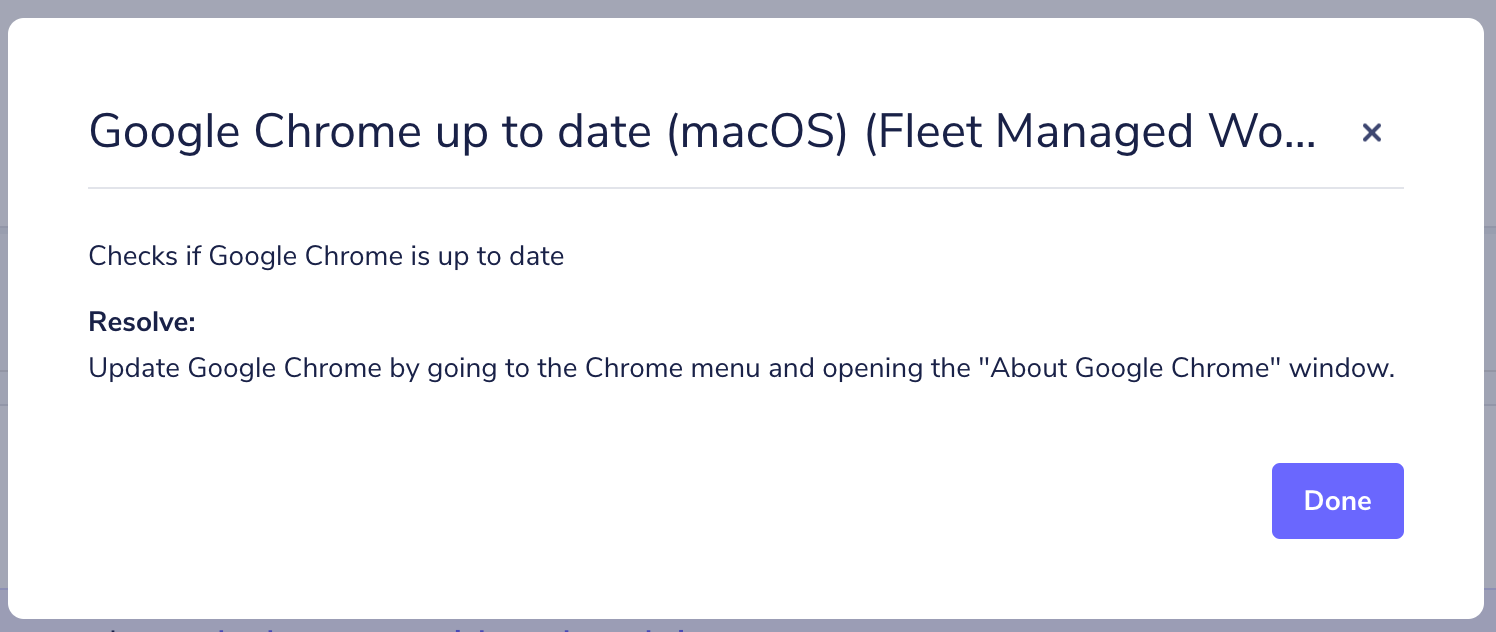 Google Chrome up to date (macOS) (Fleet Managed Wo...
Checks if Google Chrome is up to date
Resolve:
Update Google Chrome by going to the Chrome menu and opening the "About Google Chrome" window.
Done